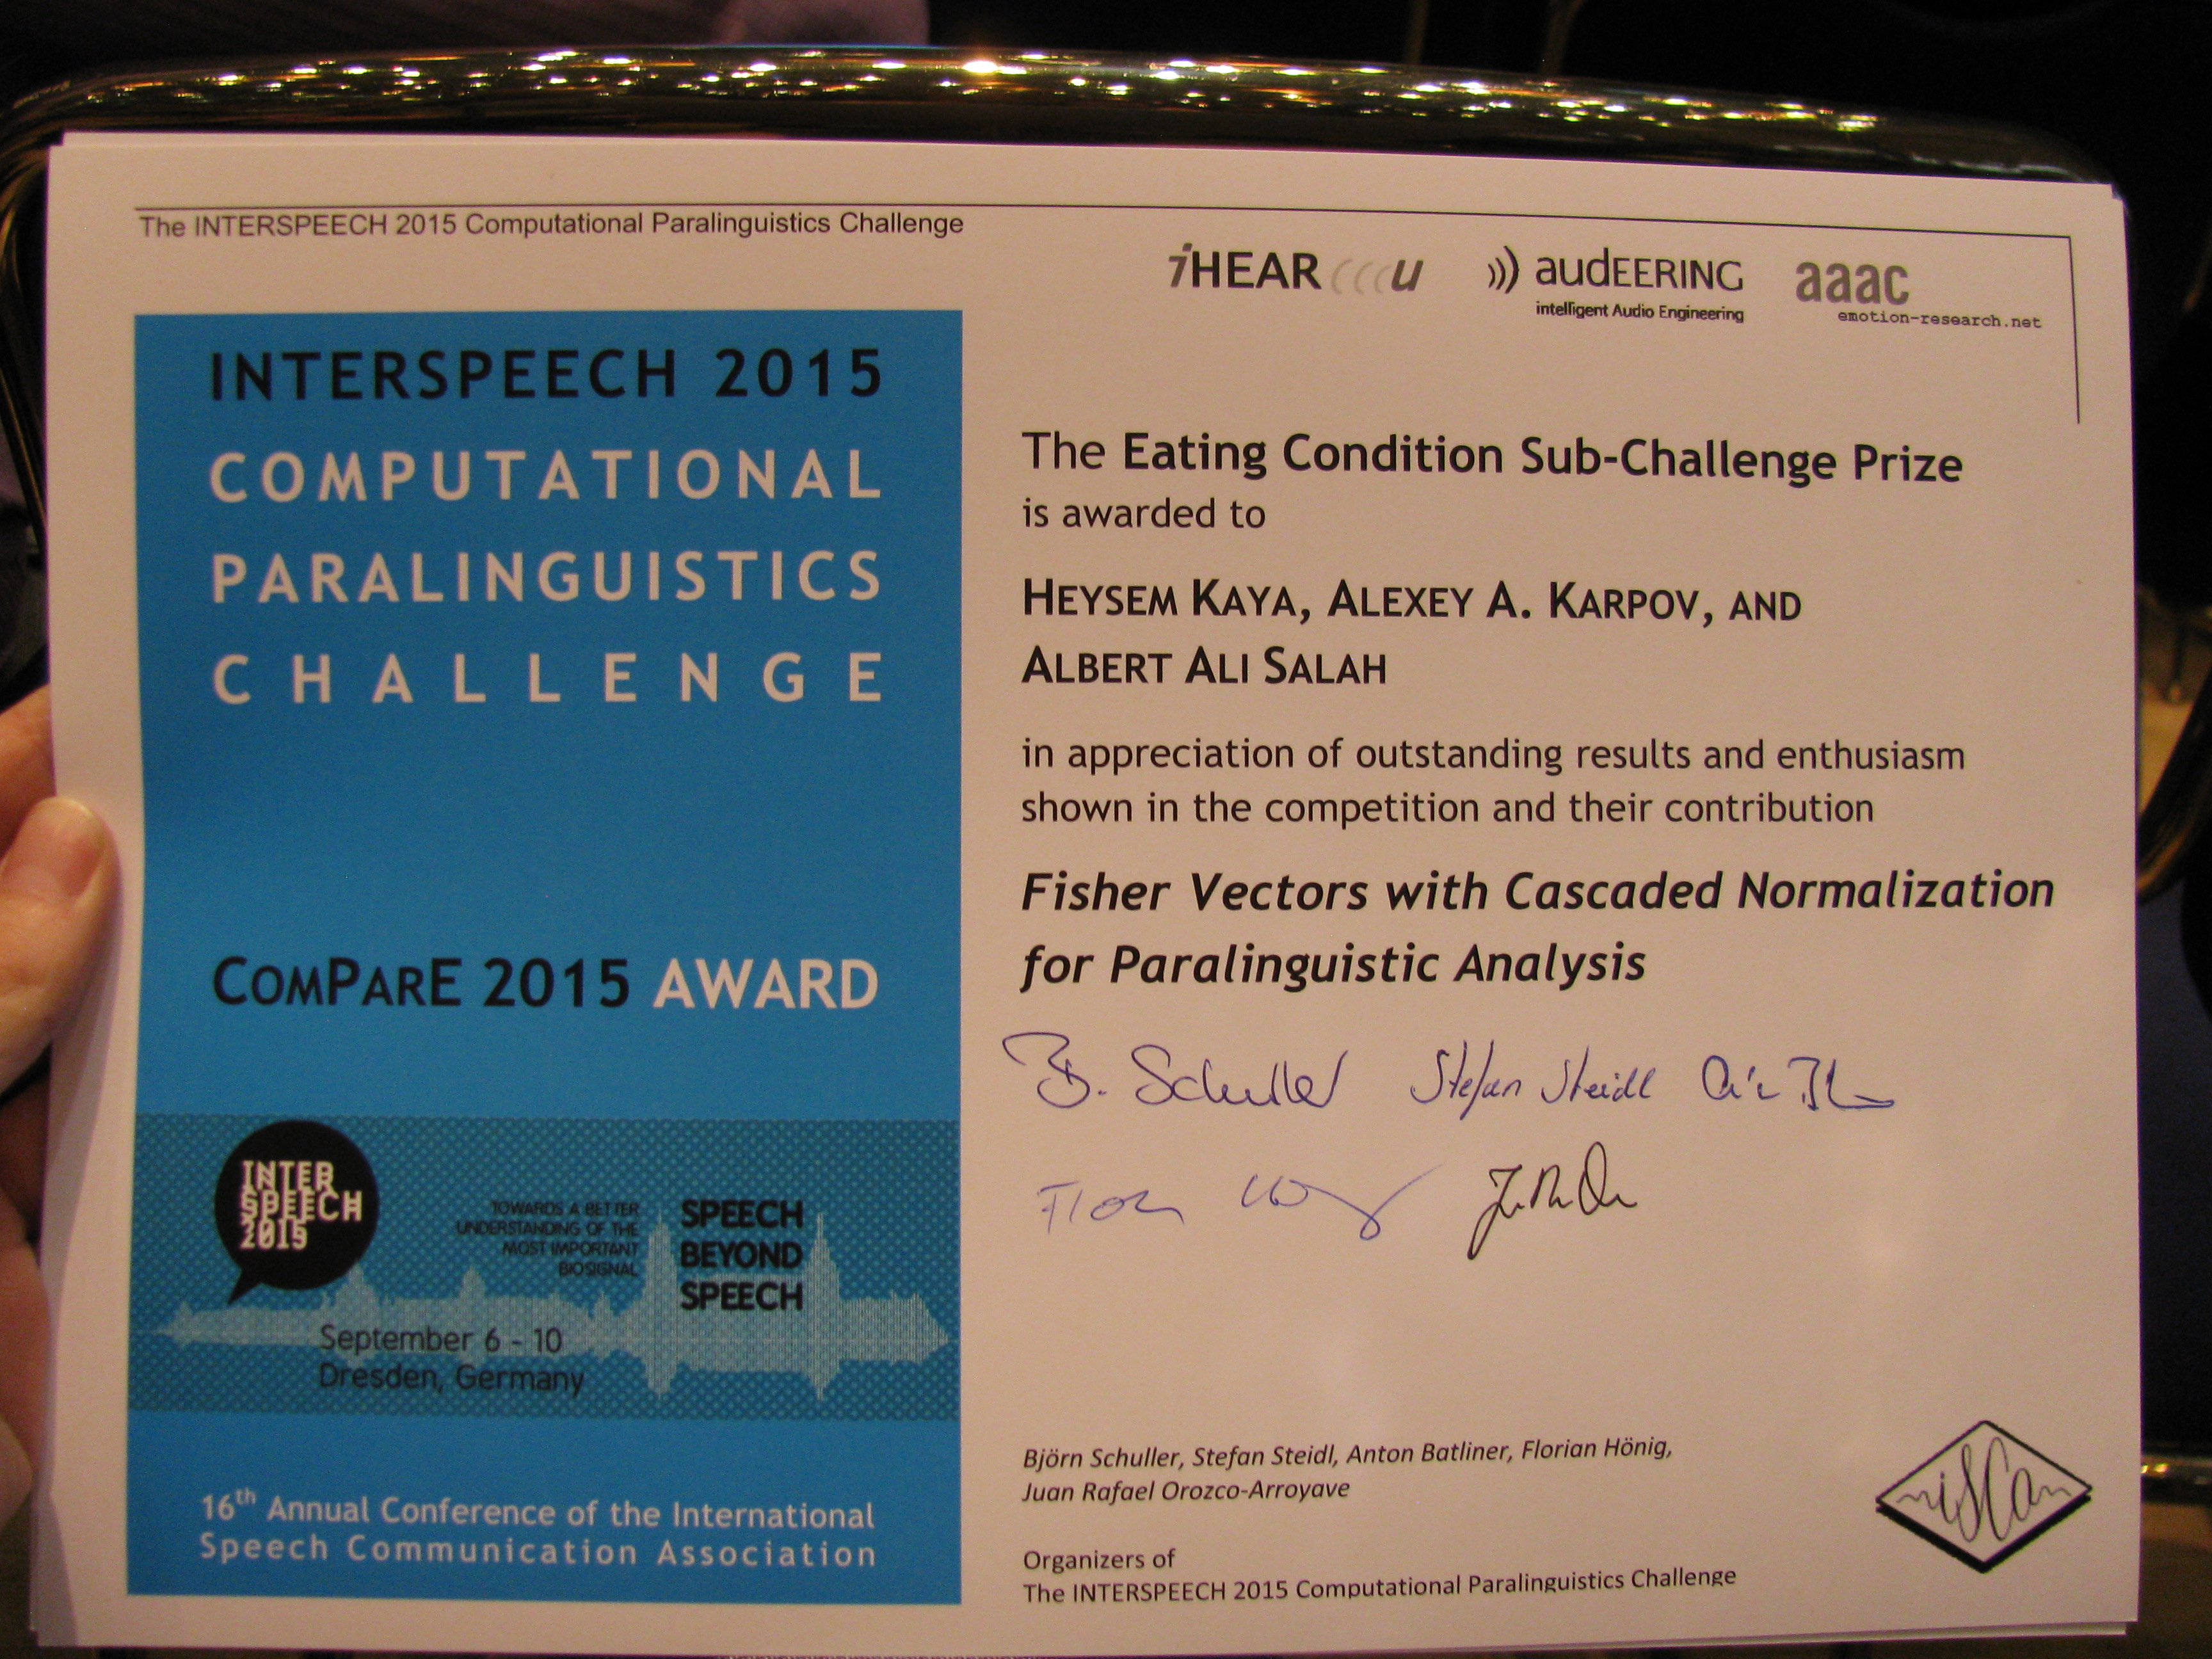 The INTERSPEECH 2015 Computational Paralinguistics Challenge
iHEAR u
audEERING
intelligent Audio Engineering
aaac
emotion-research.net
INTERSPEECH 2015
COMPUTATIONAL
PARALINGUISTICS
CHALLENGE
COMPARE 2015 AWARD
INTER
SPEECH
2015
TOWARDS A BETTER
UNDERSTANDING OF THE
MOST IMPORTANT
BIOSIGNAL
SPEECH
BEYOND
SPEECH
September 6 - 10
Dresden, Germany
16th Annual Conference of the International
Speech Communication Association
The Eating Condition Sub-Challenge Prize
is awarded to
HEYSEM KAYA, ALEXEY A. KARPOV, AND
ALBERT ALI SALAH
in appreciation of outstanding results and enthusiasm
shown in the competition and their contribution
Fisher Vectors with Cascaded Normalization
for Paralinguistic Analysis
B. Schuller Stefan Steidl
Björn Schuller, Stefan Steidl, Anton Batliner, Florian Hönig,
Juan Rafael Orozco-Arroyave
Organizers of
The INTERSPEECH 2015 Computational Paralinguistics Challenge
isca